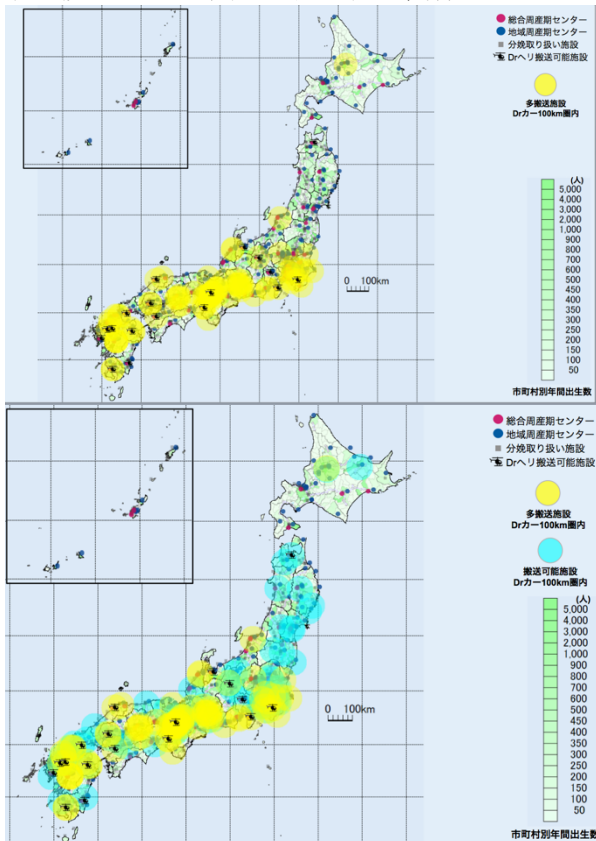 総合周産期センター
地域周産期センター
分娩取り扱い施設
Drヘリ搬送可能施設
多搬送施設
Drカー100km圏内
(人)
5,000
4,000
3,000
2,000
1,000
900
800
700
600
500
450
400
350
300
250
200
150
100
50
市町村別年間出生数
0 100km
総合周産期センター
地域周産期センター
分娩取り扱い施設
Drヘリ搬送可能施設
多搬送施設
Drカー100km圏内
搬送可能施設
Drカー100km圏内
(人)
5,000
4,000
3,000
2,000
1,000
900
800
700
600
500
450
400
350
300
250
200
150
100
50
市町村別年間出生数
0 100km